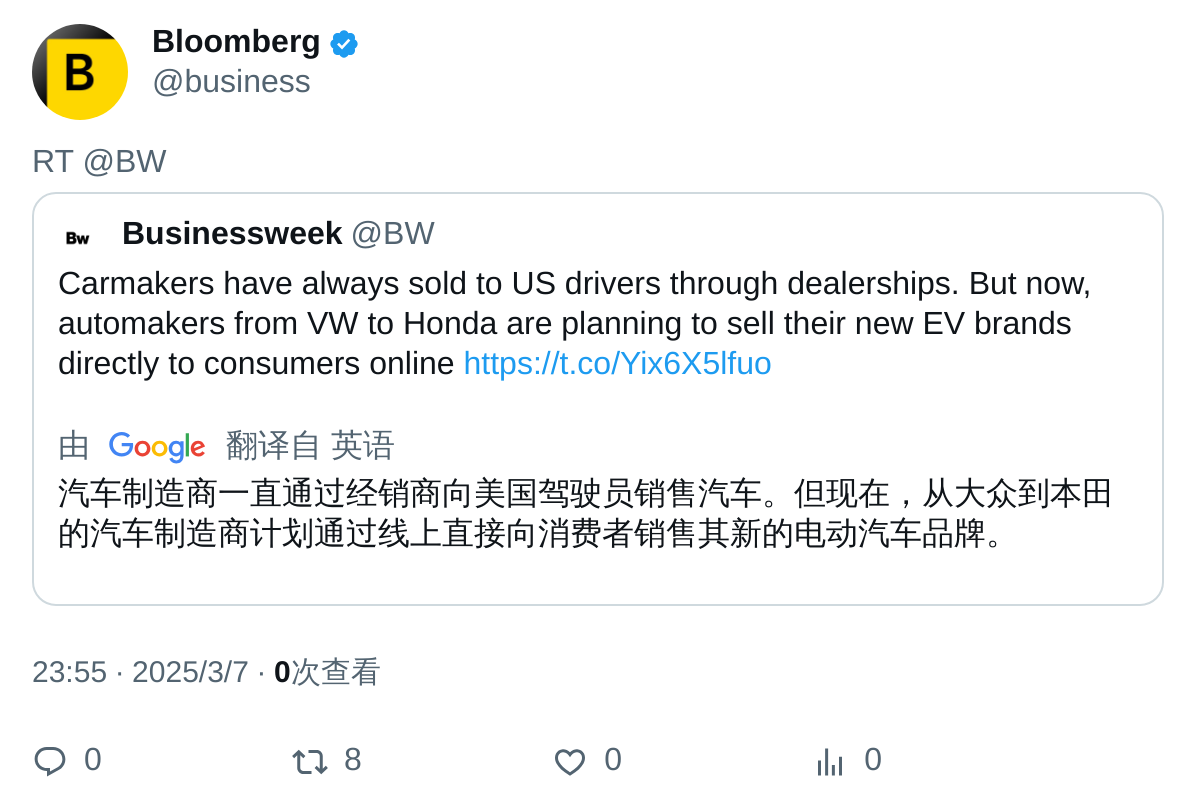 B
Bloomberg
@business
RT @BW
Bw Businessweek @BW
Carmakers have always sold to US drivers through dealerships. But now,
automakers from VW to Honda are planning to sell their new EV brands
directly to consumers online https://t.co/Yix6X5lfuo
由 Google 翻译自 英语
汽车制造商一直通过经销商向美国驾驶员销售汽车。但现在，从大众到本田
的汽车制造商计划通过线上直接向消费者销售其新的电动汽车品牌。
23:55 · 2025/3/7 · 0次查看
0 8 0 0